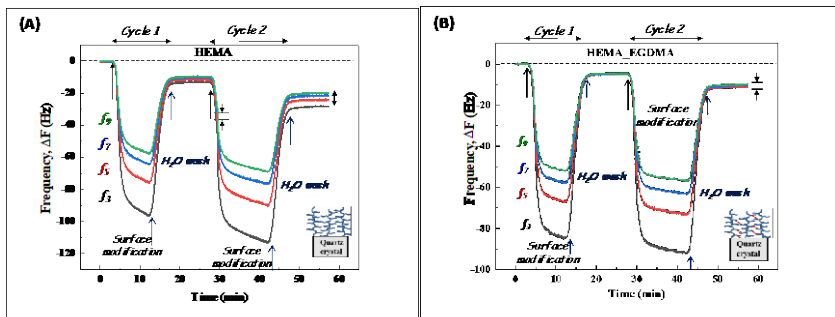 (A)
Cycle 1
Cycle 2
HEMA
0
-20
-40
-60
-80
-100
-120
Frequency, ΔF (Hz)
f9
f7
f5
f3
H2O wash
H2O wash
Surface
modification
Surface
modification
Quartz
crystal
0
10
20
30
40
50
60
Time (min)
(B)
Cycle 1
Cycle 2
HEMA_EGDMA
0
-20
-40
-60
-80
-100
Frequency, ΔF (Hz)
Surface
modification
f9
f7
f5
f3
H2O wash
H2O wash
Surface
modification
Quartz
crystal
0
10
20
30
40
50
60
Time (min)